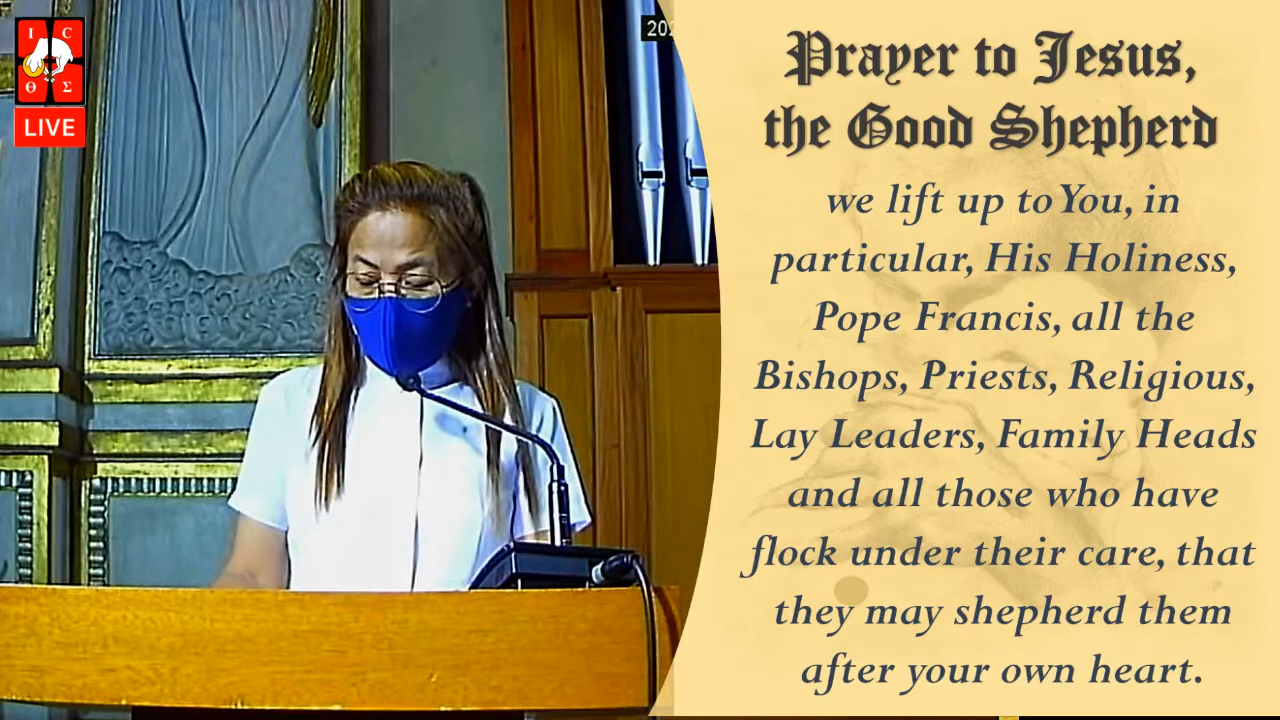 I C
Θ Σ
LIVE
202
Prayer to Jesus,
the Good Shepherd
we lift up to You, in
particular, His Holiness,
Pope Francis, all the
Bishops, Priests, Religious,
Lay Leaders, Family Heads
and all those who have
flock under their care, that
they may shepherd them
after your own heart.